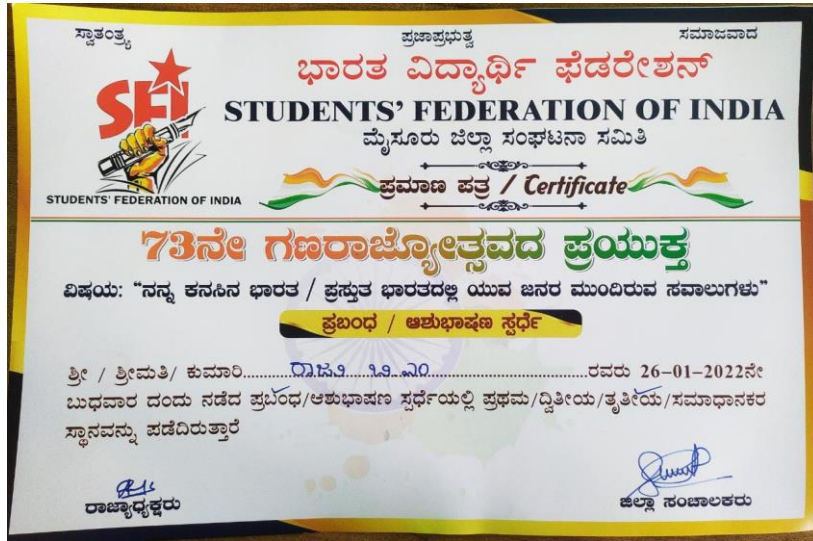 ಸ್ವಾತಂತ್ರ್ಯ ಪ್ರಜಾಪ್ರಭುತ್ವ ಸಮಾಜವಾದ
ಭಾರತ ವಿದ್ಯಾರ್ಥಿ ಫೆಡರೇಶನ್
SFI
STUDENTS' FEDERATION OF INDIA
ಮೈಸೂರು ಜಿಲ್ಲಾ ಸಂಘಟನಾ ಸಮಿತಿ
ಪ್ರಮಾಣ ಪತ್ರ / Certificate
STUDENTS' FEDERATION OF INDIA
73ನೇ ಗಣರಾಜ್ಯೋತ್ಸವದ ಪ್ರಯುಕ್ತ
ವಿಷಯ: "ನನ್ನ ಕನಸಿನ ಭಾರತ / ಪ್ರಸ್ತುತ ಭಾರತದಲ್ಲಿ ಯುವ ಜನರ ಮುಂದಿರುವ ಸವಾಲುಗಳು"
ಪ್ರಬಂಧ / ಆಶುಭಾಷಣ ಸ್ಪರ್ಧೆ
ಶ್ರೀ / ಶ್ರೀಮತಿ/ ಕುಮಾರಿ..........ರವರು 26-01-2022ನೇ
ಬುಧವಾರ ದಂದು ನಡೆದ ಪ್ರಬಂಧ/ಆಶುಭಾಷಣ ಸ್ಪರ್ಧೆಯಲ್ಲಿ ಪ್ರಥಮ/ದ್ವಿತೀಯ/ತೃತೀಯ/ಸಮಾಧಾನಕರ
ಸ್ಥಾನವನ್ನು ಪಡೆದಿರುತ್ತಾರೆ
ರಾಜ್ಯಾಧ್ಯಕ್ಷರು ಜಿಲ್ಲಾ ಸಂಚಾಲಕರು